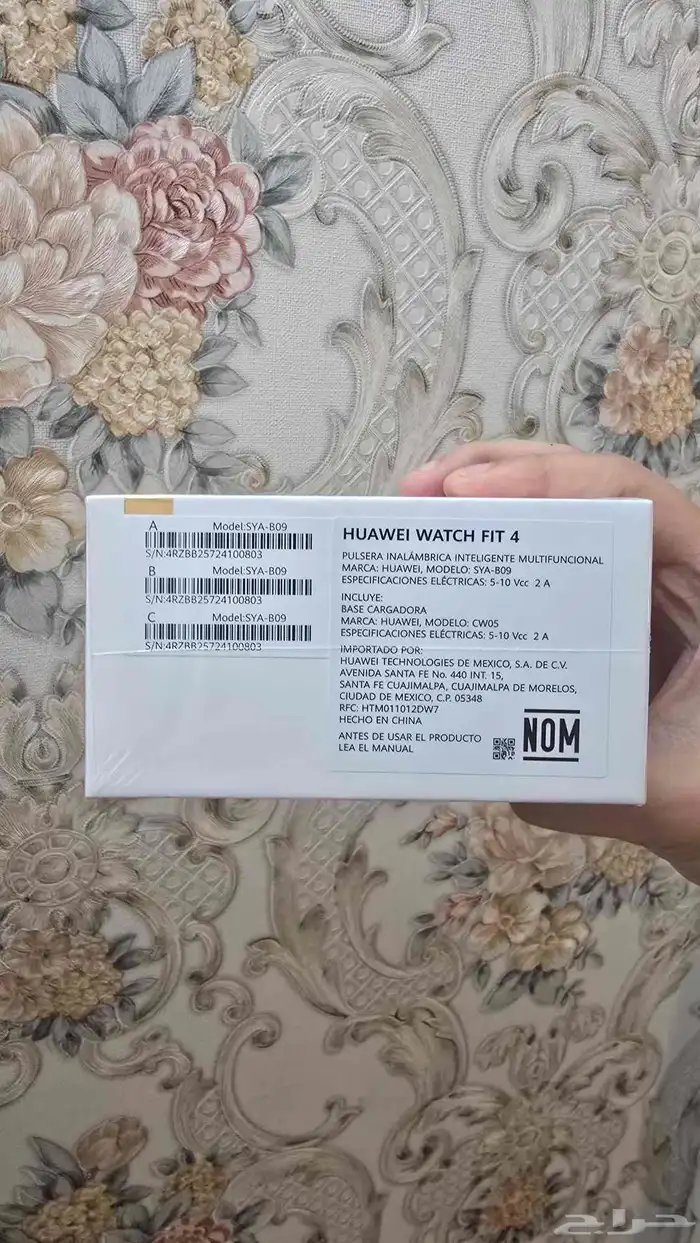 A Model:SYA-B09
S/N:4RZBB25724100803
B Model:SYA-B09
S/N:4RZBB25724100803
C Model:SYA-B09
S/N:4RZBB25724100803
HUAWEI WATCH FIT 4
PULSERA INALÁMBRICA INTELIGENTE MULTIFUNCIONAL
MARCA: HUAWEI, MODELO: SYA-B09
ESPECIFICACIONES ELÉCTRICAS: 5-10 Vcc 2 A
INCLUYE:
BASE CARGADORA
MARCA: HUAWEI, MODELO: CW05
ESPECIFICACIONES ELÉCTRICAS: 5-10 Vcc 2 A
IMPORTADO POR:
HUAWEI TECHNOLOGIES DE MEXICO, S.A. DE C.V.
AVENIDA SANTA FE No. 440 INT. 15,
SANTA FE CUAJIMALPA, CUAJIMALPA DE MORELOS,
CIUDAD DE MEXICO, C.P. 05348
RFC: HTM011012DW7
HECHO EN CHINA
ANTES DE USAR EL PRODUCTO
LEA EL MANUAL
NOM
حراج